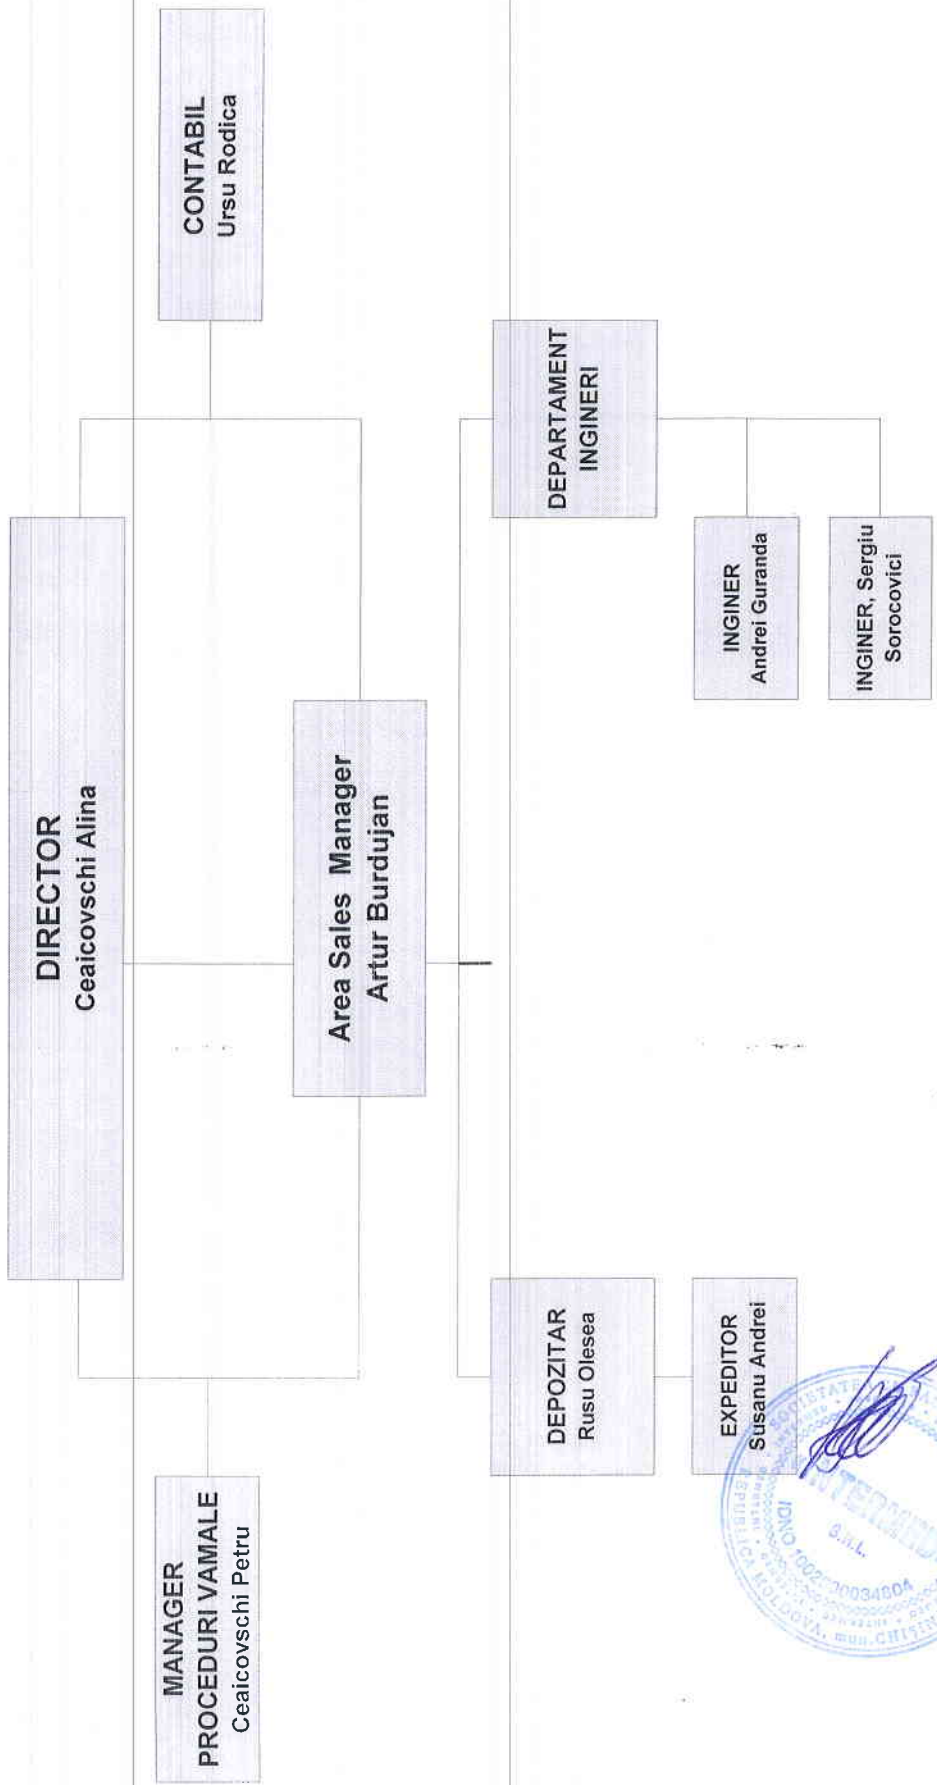 DIRECTOR
Ceaicovschi Alina
MANAGER
PROCEDURI VAMALE
Ceaicovschi Petru
CONTABIL
Ursu Rodica
Area Sales Manager
Artur Burdujan
DEPOZITAR
Rusu Olesea
DEPARTAMENT
INGINERI
EXPEDITOR
Susanu Andrei
INGINER
Andrei Guranda
INGINER, Sergiu
Sorocovici
MOLDOVA, mun.
S.R.L.